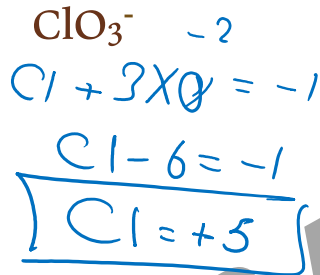 ClO₃⁻
-2
Cl + 3XO = -1
Cl - 6 = -1
Cl = +5